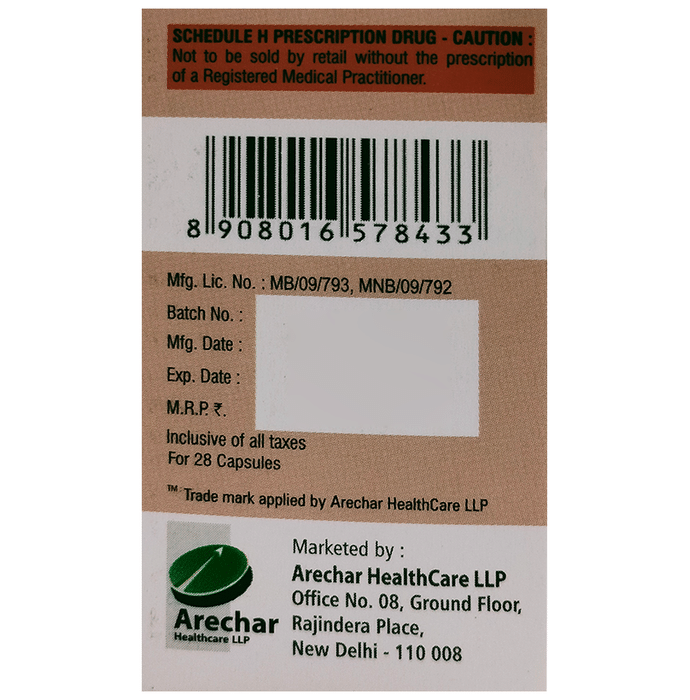 SCHEDULE H PRESCRIPTION DRUG - CAUTION :
Not to be sold by retail without the prescription
of a Registered Medical Practitioner.
8 908016 578433
Mfg. Lic. No. : MB/09/793, MNB/09/792
Batch No. :
Mfg. Date :
Exp. Date :
M.R.P. ₹.
Inclusive of all taxes
For 28 Capsules
™ Trade mark applied by Arechar HealthCare LLP
Marketed by :
Arechar HealthCare LLP
Office No. 08, Ground Floor,
Rajindera Place,
New Delhi - 110 008
Arechar
Healthcare LLP